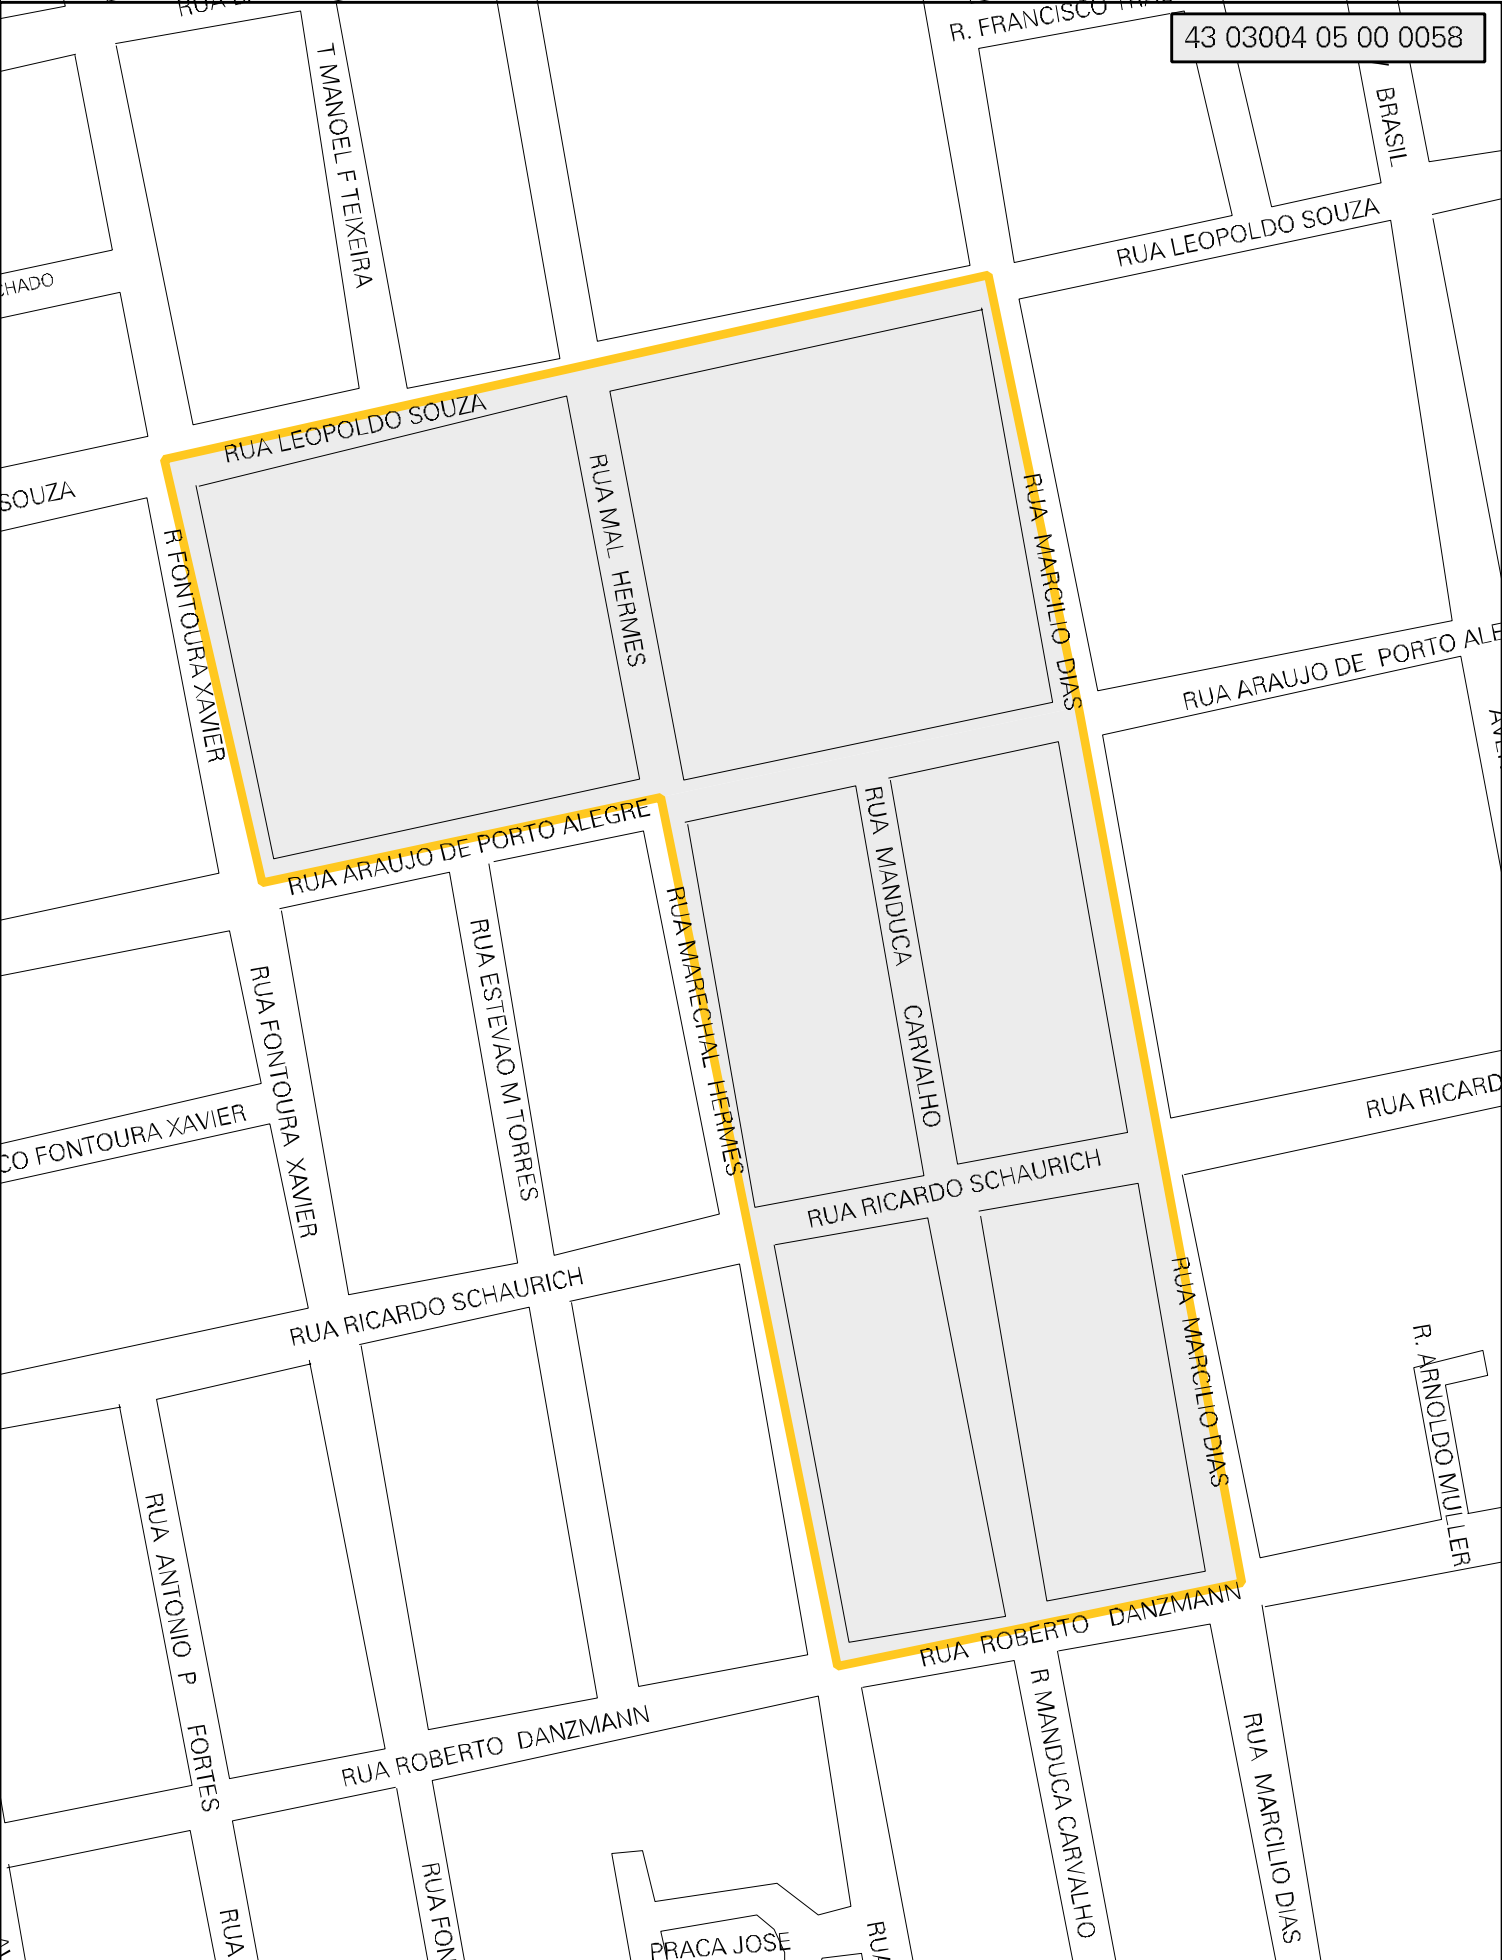 R. FRANCISCO
43 03004 05 00 0058
T MANOEL F TEIXEIRA
BRASIL
RUA LEOPOLDO SOUZA
CHADO
RUA LEOPOLDO SOUZA
SOUZA
RUA MAL HERMES
RUA MARCILIO DIAS
R FONTOURA XAVIER
RUA ARAUJO DE PORTO ALE
RUA ARAUJO DE PORTO ALEGRE
RUA MANDUCA CARVALHO
RUA MARECHAL HERMES
RUA ESTEVAO M TORRES
RUA FONTOURA XAVIER
RUA RICARD
CO FONTOURA XAVIER
RUA RICARDO SCHAURICH
RUA RICARDO SCHAURICH
RUA MARCILIO DIAS
R. ARNOLDO MULLER
RUA ANTONIO P FORTES
RUA ROBERTO DANZMANN
RUA ROBERTO DANZMANN
R MANDUCA CARVALHO
RUA MARCILIO DIAS
RUA FON
RUA
RUA
PRACA JOSE